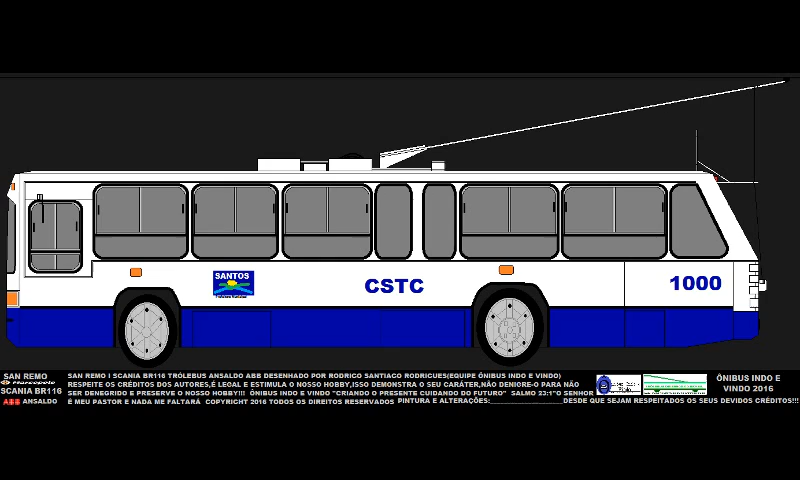 SANTOS
Prefeitura Municipal
CSTC
1000
SAN REMO
Marcopolo
SCANIA BR116
ABB ANSALDO
SAN REMO I SCANIA BR116 TRÓLEBUS ANSALDO ABB DESENHADO POR RODRIGO SANTIAGO RODRIGUES(EQUIPE ÔNIBUS INDO E VINDO)
RESPEITE OS CRÉDITOS DOS AUTORES,É LEGAL E ESTIMULA O NOSSO HOBBY,ISSO DEMONSTRA O SEU CARÁTER,NÃO DENIGRE-O PARA NÃO
SER DENEGRIDO E PRESERVE O NOSSO HOBBY!!! ÔNIBUS INDO E VINDO "CRIANDO O PRESENTE CUIDANDO DO FUTURO" SALMO 23:1"O SENHOR
É MEU PASTOR E NADA ME FALTARÁ COPYRIGHT 2016 TODOS OS DIREITOS RESERVADOS PINTURA E ALTERAÇÕES:____________________DESDE QUE SEJAM RESPEITADOS OS SEUS DEVIDOS CRÉDITOS!!!
ÔNIBUS INDO E
VINDO 2016